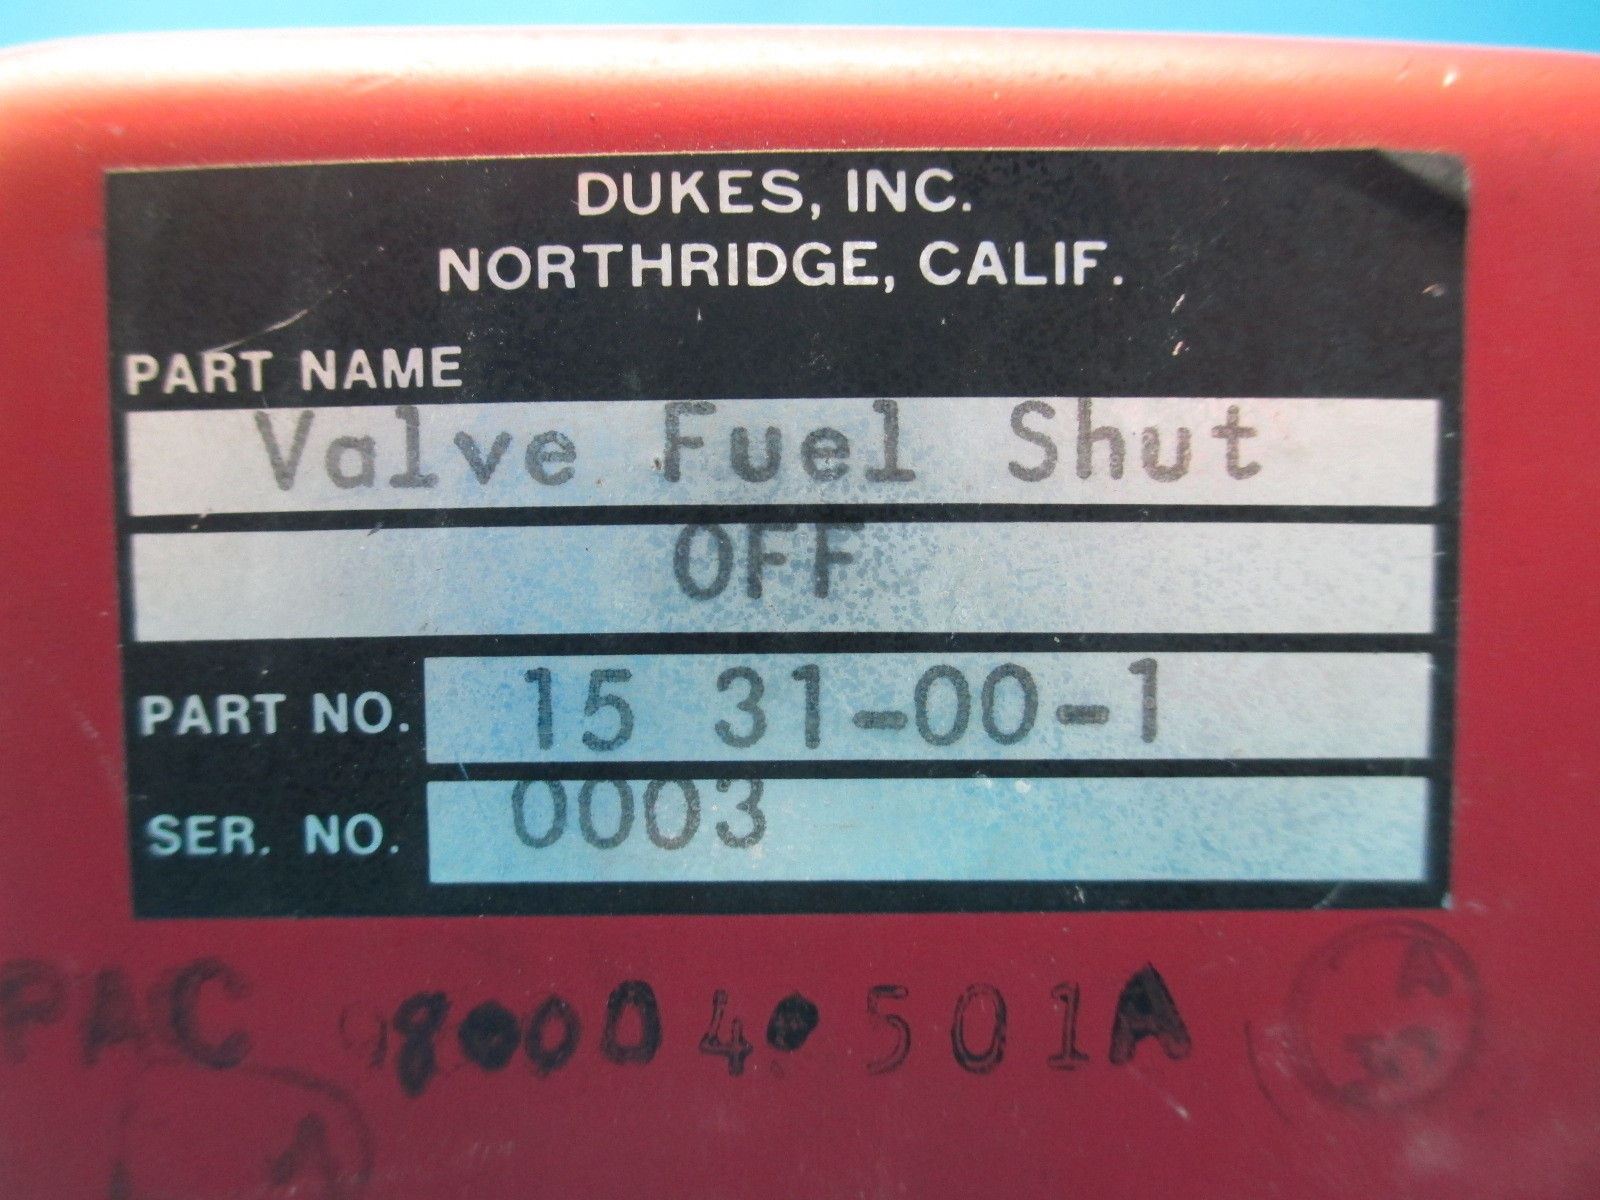 DUKES, INC.
NORTHRIDGE, CALIF.
PART NAME
Valve Fuel Shut
OFF
PART NO. 15 31-00-1
SER. NO. 0003
PAC 80004 501A
A
A